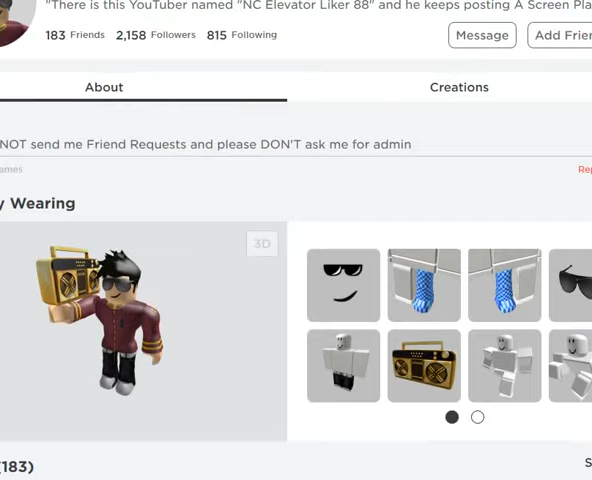 "There is this YouTuber named "NC Elevator Liker 88" and he keeps posting A Screen Pla
183 Friends 2,158 Followers 815 Following
Message Add Frie
About Creations
NOT send me Friend Requests and please DON'T ask me for admin
ames Rep
y Wearing
3D
(183) S